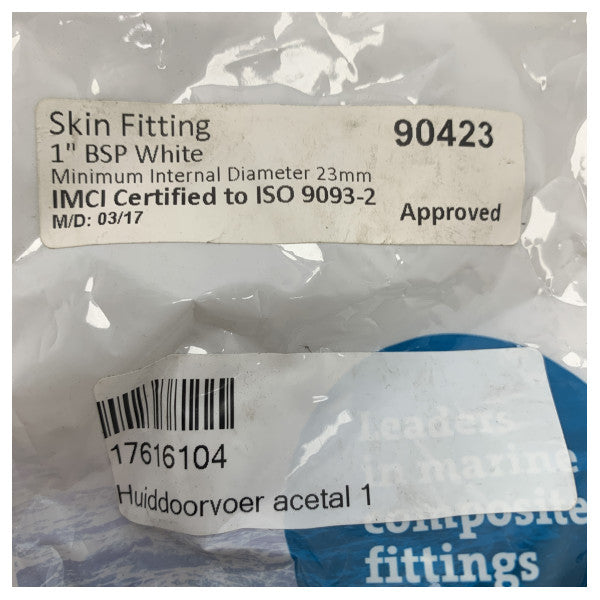 Skin Fitting
90423
1" BSP White
Minimum Internal Diameter 23mm
IMCI Certified to ISO 9093-2
M/D: 03/17
Approved
17616104
Huiddoorvoer acetal 1
Leaders
in marine
composite
fittings